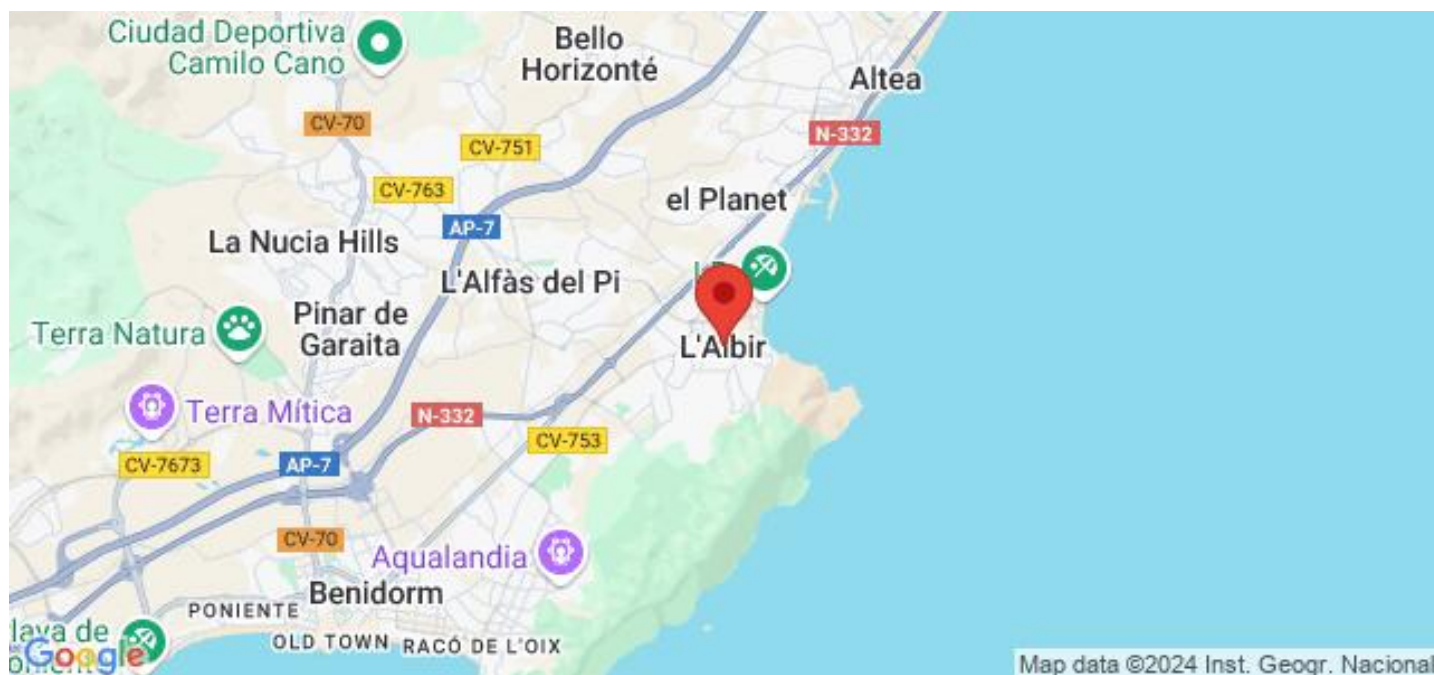 Ciudad Deportiva
Camilo Cano
Bello
Horizonté
Altea
CV-70
N-332
CV-751
CV-763
el Planet
AP-7
La Nucia Hills
L'Alfàs del Pi
Pinar de
Garaita
Terra Natura
L'Albir
Terra Mítica
N-332
CV-753
CV-7673
AP-7
CV-70
Aqualandia
Benidorm
PONIENTE
OLD TOWN
RACÓ DE L'OIX
Google
Map data ©2024 Inst. Geogr. Nacional